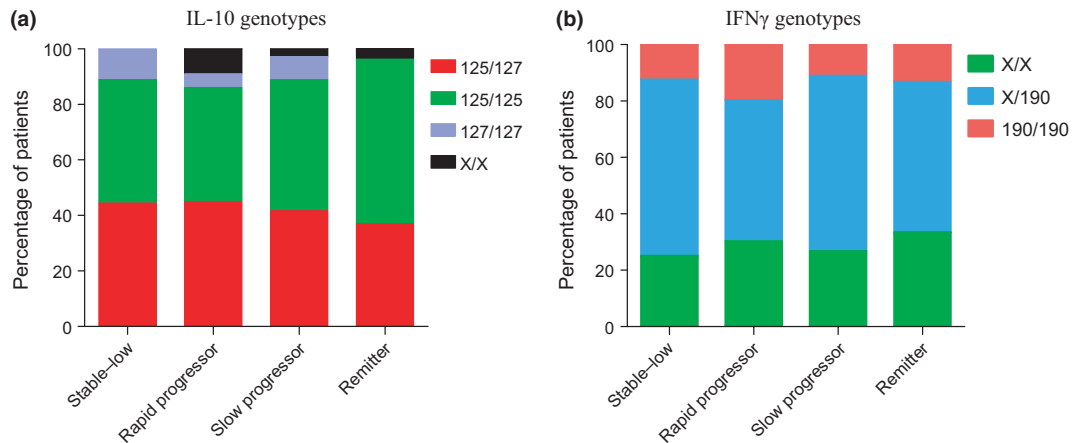 (a)
IL-10 genotypes
Percentage of patients
100
80
60
40
20
0
Stable–low
Rapid progressor
Slow progressor
Remitter
125/127
125/125
127/127
X/X
(b)
IFNγ genotypes
Percentage of patients
100
80
60
40
20
0
Stable–low
Rapid progressor
Slow progressor
Remitter
X/X
X/190
190/190